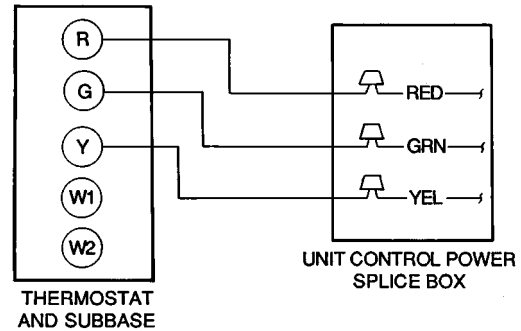 R
G
Y
W1
W2
THERMOSTAT
AND SUBBASE
RED
GRN
YEL
UNIT CONTROL POWER
SPLICE BOX